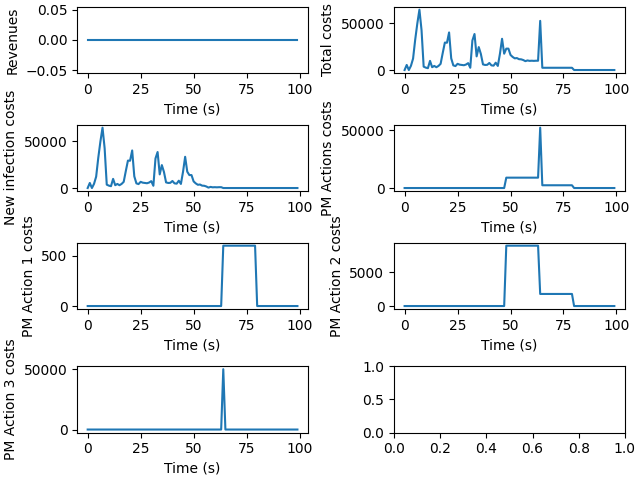 Revenues
0.05
0.00
−0.05
0 25 50 75 100
Time (s)
Total costs
50000
0
0 25 50 75 100
Time (s)
New infection costs
50000
0
0 25 50 75 100
Time (s)
PM Actions costs
50000
0
0 25 50 75 100
Time (s)
PM Action 1 costs
500
0
0 25 50 75 100
Time (s)
PM Action 2 costs
5000
0
0 25 50 75 100
Time (s)
PM Action 3 costs
50000
0
0 25 50 75 100
Time (s)
1.0
0.5
0.0
0.0 0.2 0.4 0.6 0.8 1.0